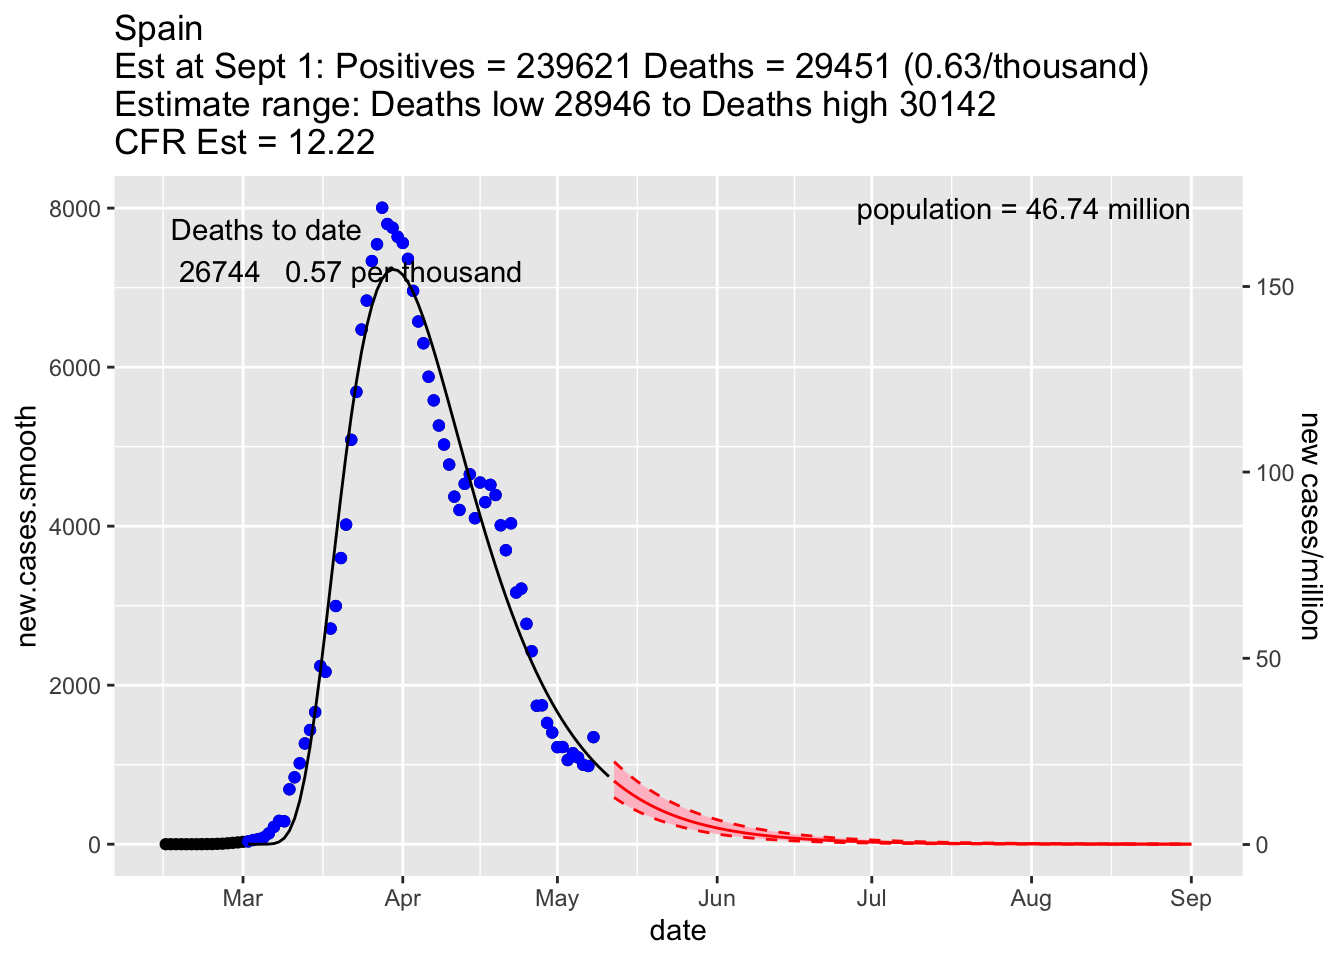 Spain
Est at Sept 1: Positives = 239621 Deaths = 29451 (0.63/thousand)
Estimate range: Deaths low 28946 to Deaths high 30142
CFR Est = 12.22
population = 46.74 million
Deaths to date
26744 0.57 per thousand
8000
6000
4000
2000
0
new.cases.smooth
150
100
50
0
new cases/million
Mar Apr May Jun Jul Aug Sep
date